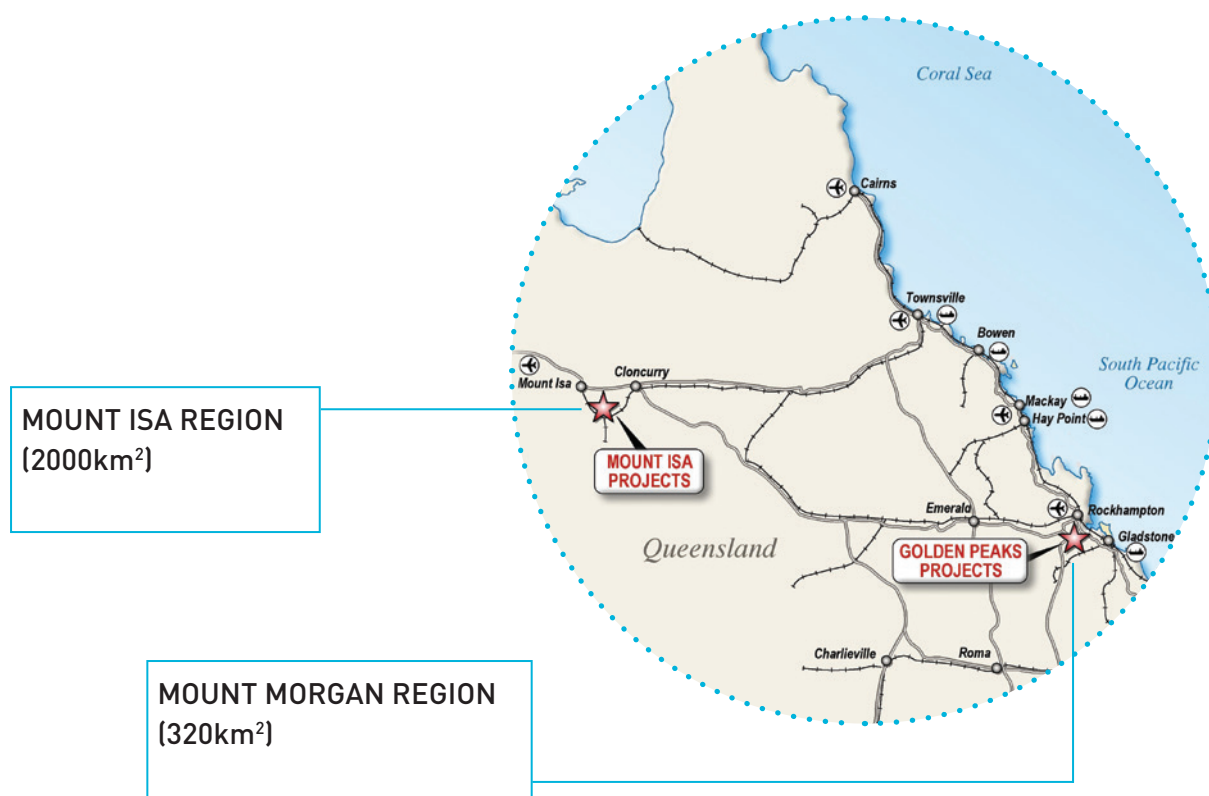 Coral Sea
Cairns
Townsville
Bowen
South Pacific
Ocean
Mount Isa
Cloncurry
MOUNT ISA REGION
(2000km²)
Mackay
Hay Point
MOUNT ISA
PROJECTS
Emerald
Rockhampton
Gladstone
Queensland
GOLDEN PEAKS
PROJECTS
Charlieville
Roma
MOUNT MORGAN REGION
(320km²)